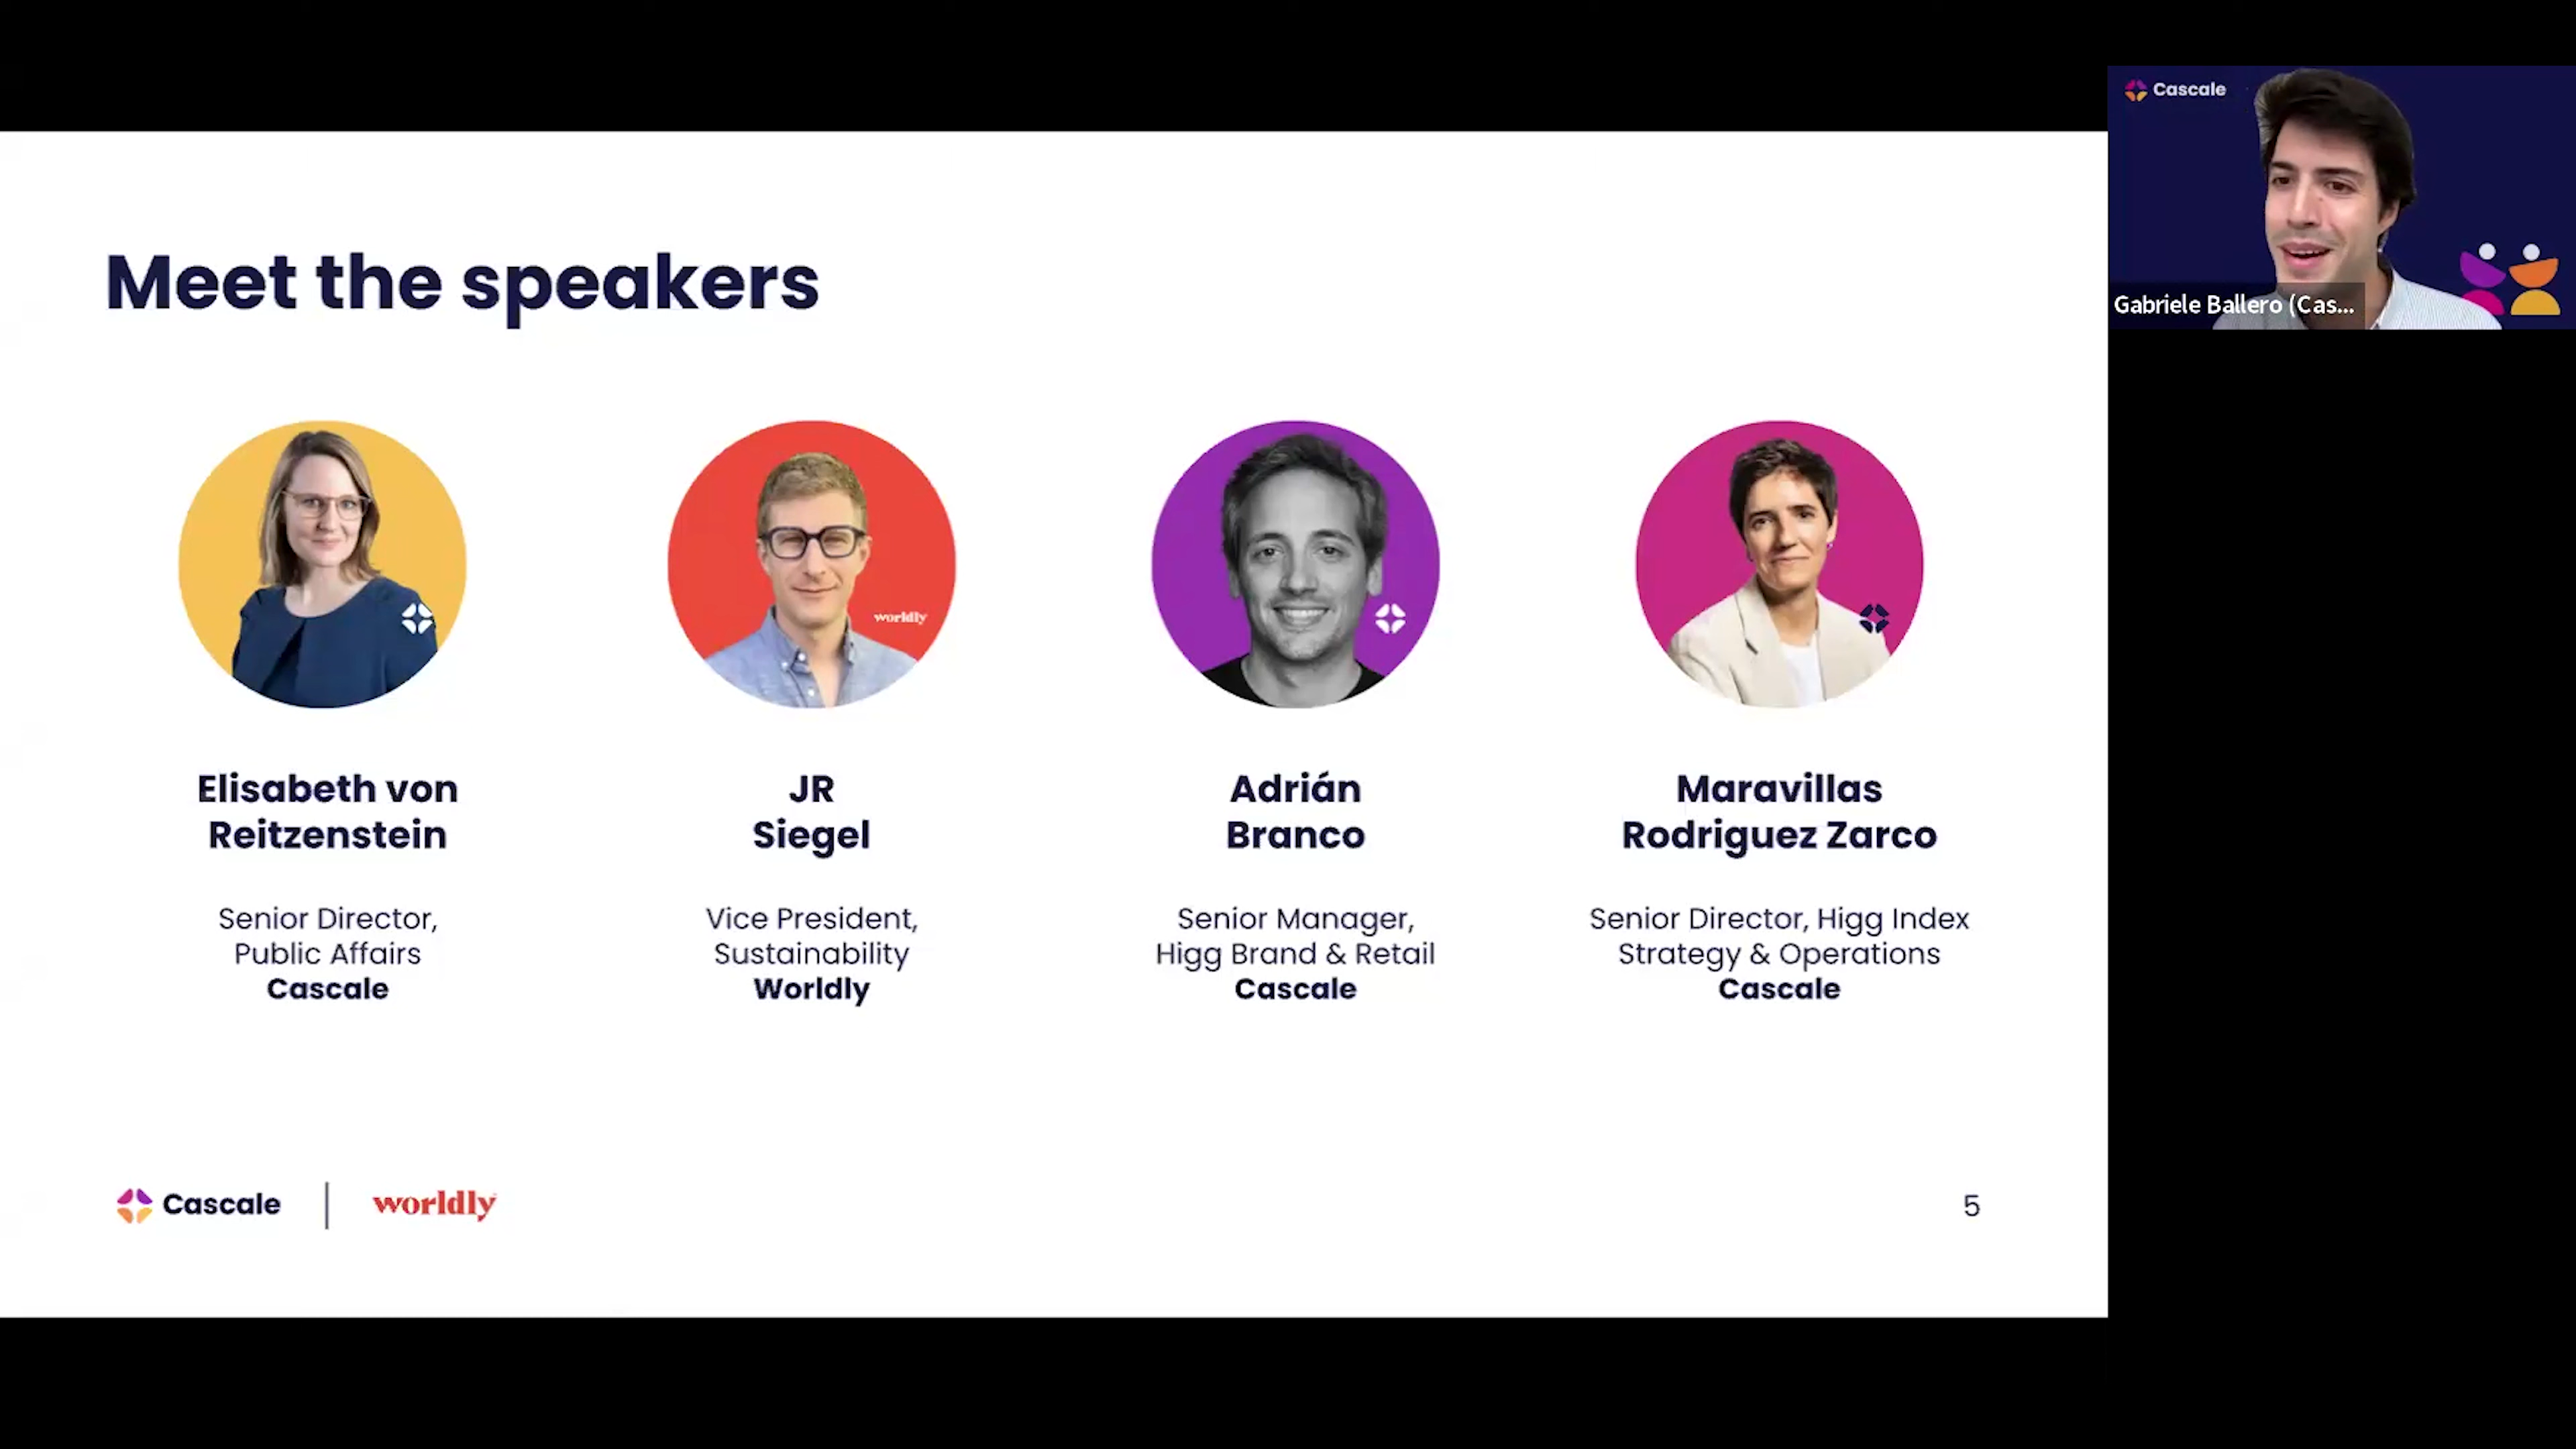 Meet the speakers
worldly
Elisabeth von
Reitzenstein
Senior Director,
Public Affairs
Cascale
JR
Siegel
Vice President,
Sustainability
Worldly
Adrián
Branco
Senior Manager,
Higg Brand & Retail
Cascale
Maravillas
Rodriguez Zarco
Senior Director, Higg Index
Strategy & Operations
Cascale
Cascale
worldly
5
Cascale
Gabriele Ballero (Cas...